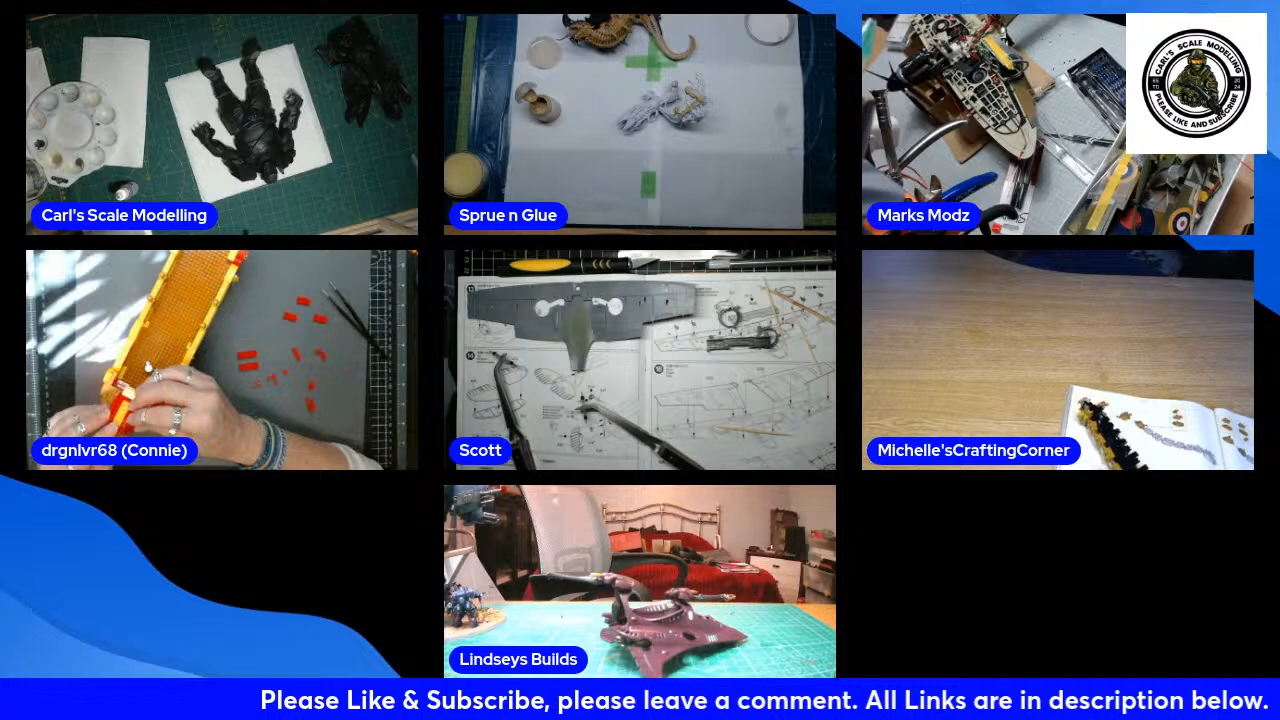 Carl's Scale Modelling
Sprue n Glue
Marks Modz
CARL'S SCALE MODELLING
PLEASE LIKE AND SUBSCRIBE
drgnlvr68 (Connie)
Scott
Michelle'sCraftingCorner
Lindseys Builds
Please Like & Subscribe, please leave a comment. All Links are in description below.